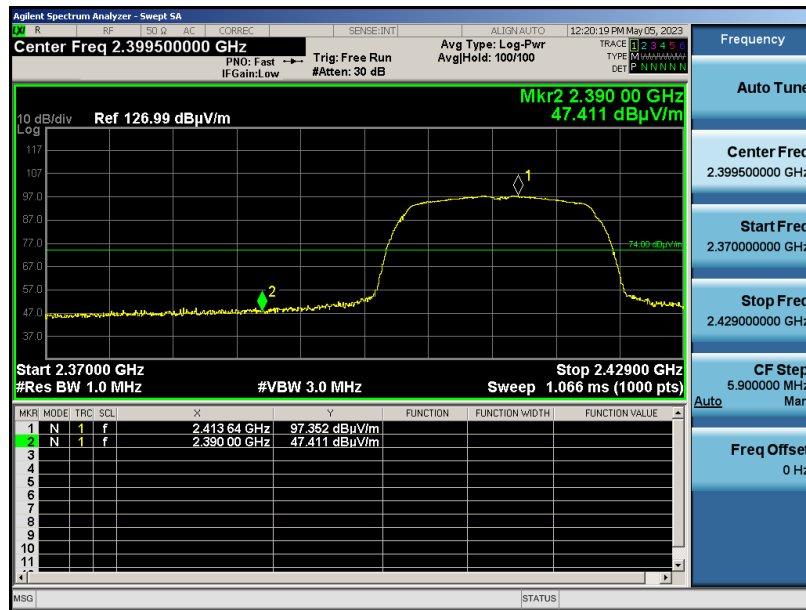 Agilent Spectrum Analyzer - Swept SA
LXI R RF 50 Ω AC CORREC SENSE:INT ALIGN AUTO 12:20:19 PM May 05, 2023
Center Freq 2.399500000 GHz
PNO: Fast
IFGain:Low
Trig: Free Run
#Atten: 30 dB
Avg Type: Log-Pwr
Avg|Hold: 100/100
TRACE 1 2 3 4 5 6
TYPE M
DET P N N N N N
Mkr2 2.390 00 GHz
47.411 dBµV/m
10 dB/div Ref 126.99 dBµV/m
Log
117
107
97.0
87.0
77.0
67.0
57.0
47.0
37.0
1
2
74.00 dBµV/m
Start 2.37000 GHz Stop 2.42900 GHz
#Res BW 1.0 MHz #VBW 3.0 MHz Sweep 1.066 ms (1000 pts)
MKR MODE TRC SCL X Y FUNCTION FUNCTION WIDTH FUNCTION VALUE
1 N 1 f 2.413 64 GHz 97.352 dBµV/m
2 N 1 f 2.390 00 GHz 47.411 dBµV/m
3
4
5
6
7
8
9
10
11
MSG STATUS
Frequency
Auto Tune
Center Freq
2.399500000 GHz
Start Freq
2.370000000 GHz
Stop Freq
2.429000000 GHz
CF Step
5.900000 MHz
Auto Man
Freq Offset
0 Hz